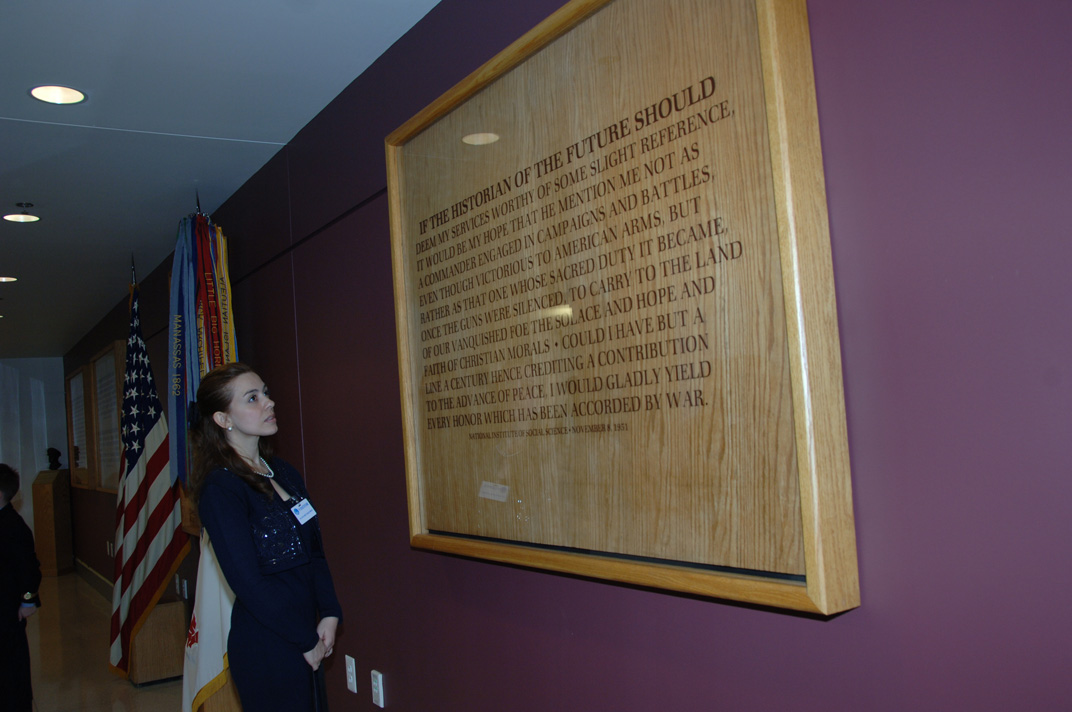 IF THE HISTORIAN OF THE FUTURE SHOULD
DEEM MY SERVICES WORTHY OF SOME SLIGHT REFERENCE,
IT WOULD BE MY HOPE THAT HE MENTION ME NOT AS
A COMMANDER ENGAGED IN CAMPAIGNS AND BATTLES,
EVEN THOUGH VICTORIOUS TO AMERICAN ARMS, BUT
RATHER AS THAT ONE WHOSE SACRED DUTY IT BECAME,
ONCE THE GUNS WERE SILENCED, TO CARRY TO THE LAND
OF OUR VANQUISHED FOE THE SOLACE AND HOPE AND
FAITH OF CHRISTIAN MORALS • COULD I HAVE BUT A
LINE A CENTURY HENCE CREDITING A CONTRIBUTION
TO THE ADVANCE OF PEACE, I WOULD GLADLY YIELD
EVERY HONOR WHICH HAS BEEN ACCORDED BY WAR.
NATIONAL INSTITUTE OF SOCIAL SCIENCE • NOVEMBER 8, 1951
MANASSAS 1862
LITTLE BIG HORN